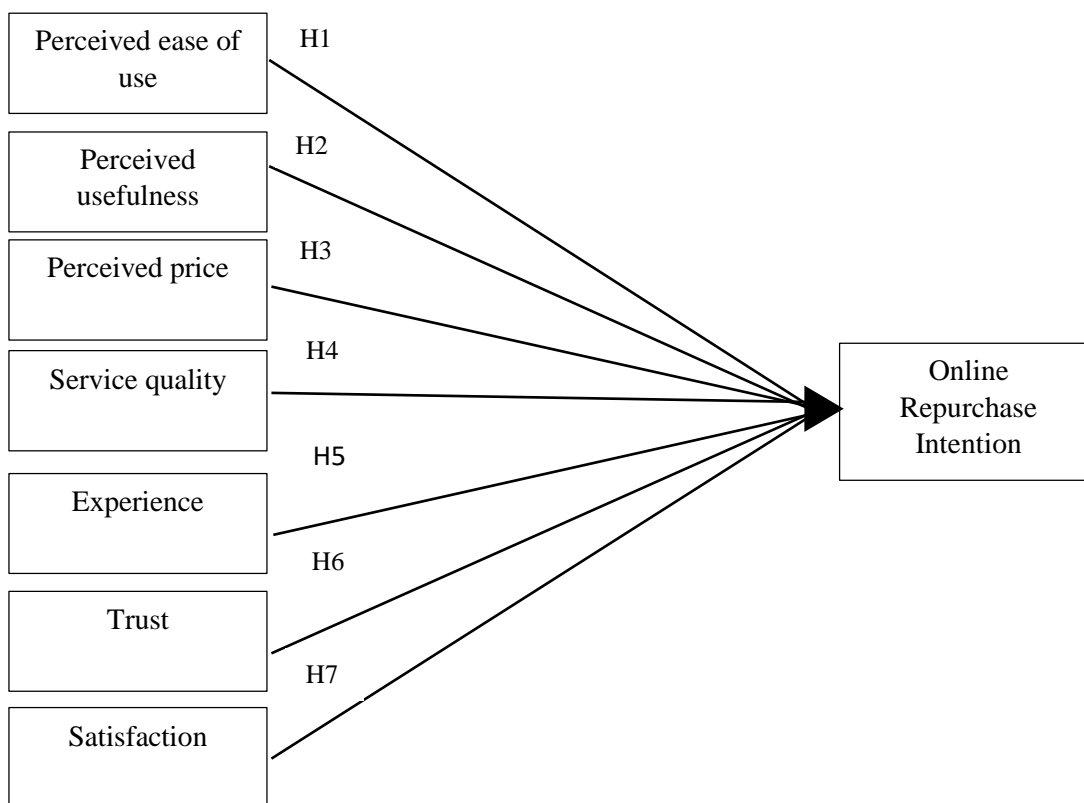 Perceived ease of
use
H1
Perceived
usefulness
H2
Perceived price
H3
Service quality
H4
Experience
H5
Trust
H6
Satisfaction
H7
Online
Repurchase
Intention